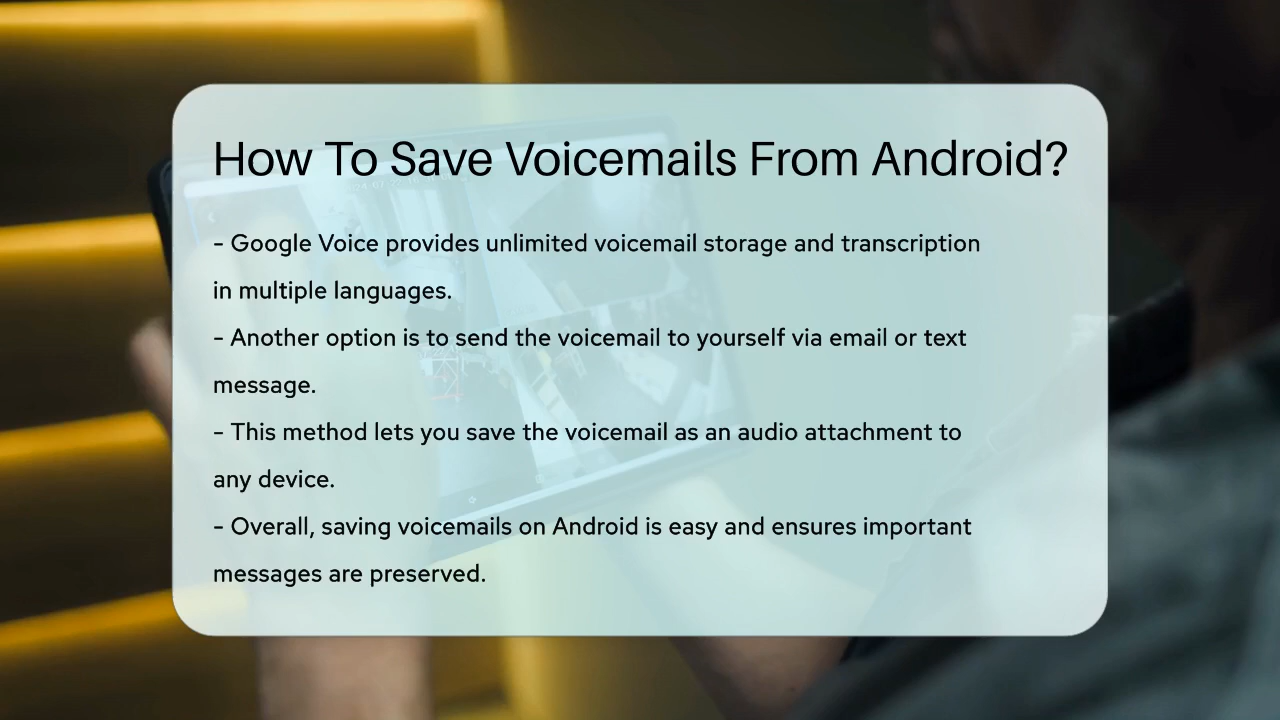 How To Save Voicemails From Android?
- Google Voice provides unlimited voicemail storage and transcription
in multiple languages.
- Another option is to send the voicemail to yourself via email or text
message.
- This method lets you save the voicemail as an audio attachment to
any device.
- Overall, saving voicemails on Android is easy and ensures important
messages are preserved.